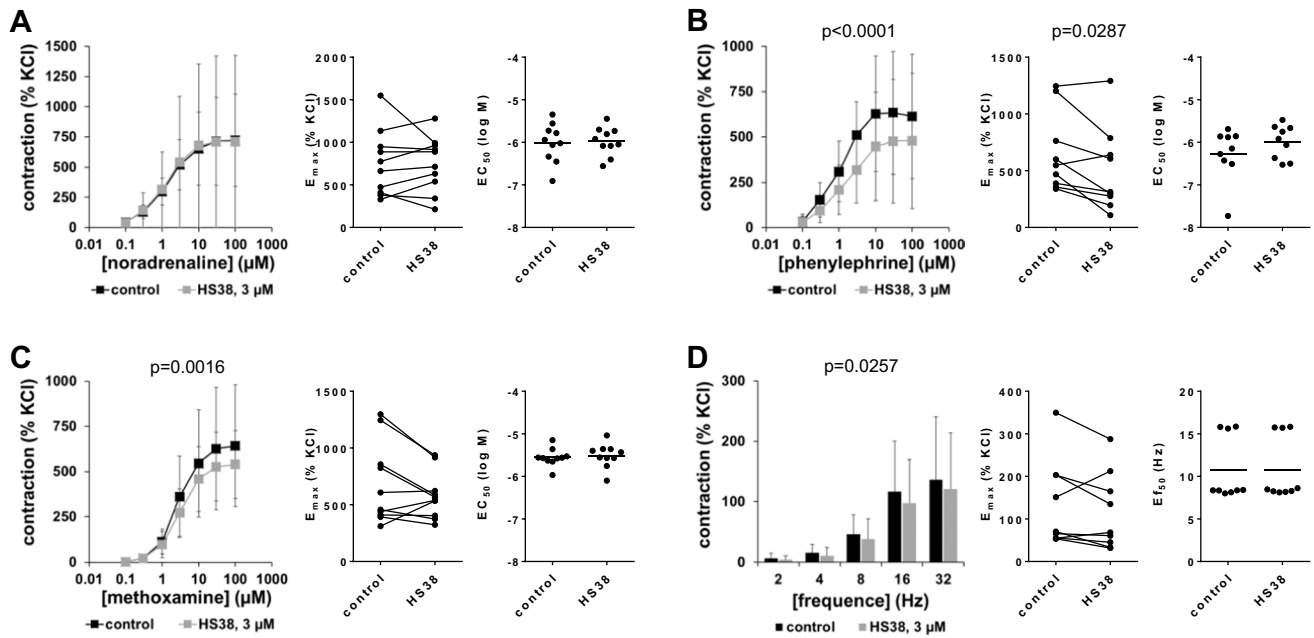 A
contraction (% KCl)
1500
1250
1000
750
500
250
0
0.01 0.1 1 10 100 1000
[noradrenaline] (µM)
control HS38, 3 µM
Emax (% KCl)
2000
1500
1000
500
0
control HS38
EC50 (log M)
-4
-5
-6
-7
-8
control HS38
B
p<0.0001
contraction (% KCl)
1000
750
500
250
0
0.01 0.1 1 10 100 1000
[phenylephrine] (µM)
control HS38, 3 µM
p=0.0287
Emax (% KCl)
1500
1000
500
0
control HS38
EC50 (log M)
-4
-5
-6
-7
-8
control HS38
C
p=0.0016
contraction (% KCl)
1000
750
500
250
0
0.01 0.1 1 10 100 1000
[methoxamine] (µM)
control HS38, 3 µM
Emax (% KCl)
1500
1000
500
0
control HS38
EC50 (log M)
-4
-5
-6
-7
-8
control HS38
D
p=0.0257
contraction (% KCl)
300
200
100
0
2 4 8 16 32
[frequence] (Hz)
control HS38, 3 µM
Emax (% KCl)
400
300
200
100
0
control HS38
Ef50 (Hz)
20
15
10
5
0
control HS38